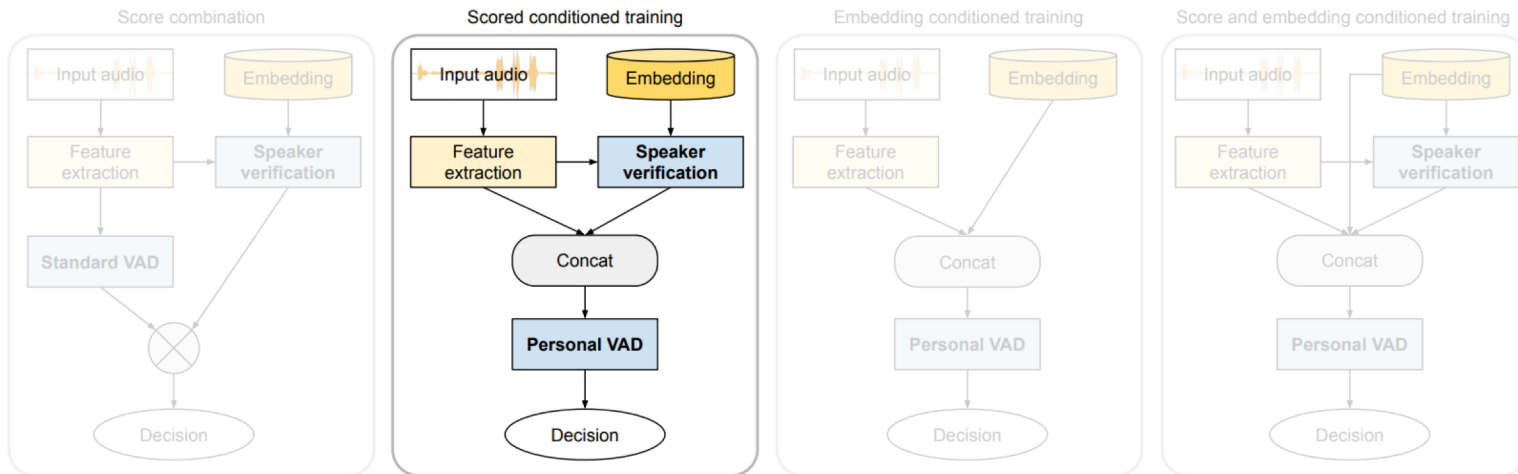 Score combination
Input audio
Embedding
Feature
extraction
Speaker
verification
Standard VAD
Decision
Scored conditioned training
Input audio
Embedding
Feature
extraction
Speaker
verification
Concat
Personal VAD
Decision
Embedding conditioned training
Input audio
Embedding
Feature
extraction
Concat
Personal VAD
Decision
Score and embedding conditioned training
Input audio
Embedding
Feature
extraction
Speaker
verification
Concat
Personal VAD
Decision